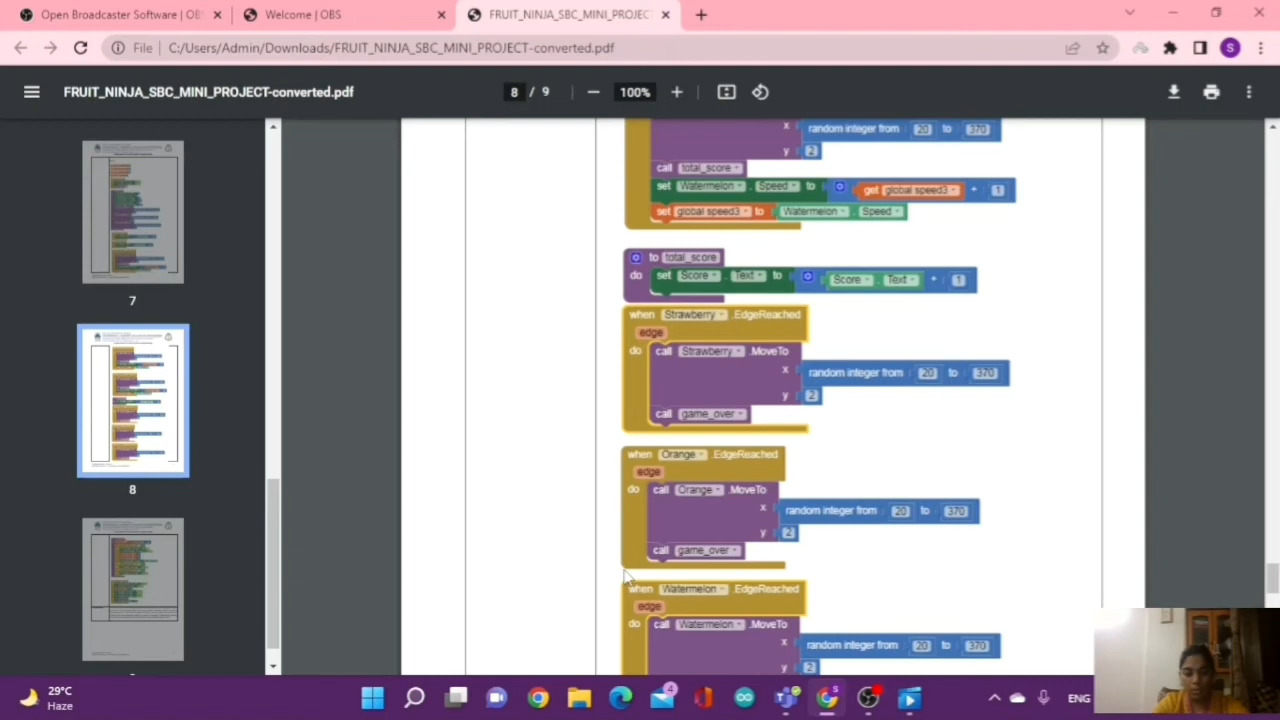 Open Broadcaster Software | OBS
Welcome | OBS
FRUIT_NINJA_SBC_MINI_PROJECT-
File
C:/Users/Admin/Downloads/FRUIT_NINJA_SBC_MINI_PROJECT-converted.pdf
S
FRUIT_NINJA_SBC_MINI_PROJECT-converted.pdf
8 / 9
100%
7
8
x random integer from 20 to 370
y 2
call total_score
set Watermelon . Speed to get global speed3 + 1
set global speed3 to Watermelon . Speed
to total_score
do set Score . Text to Score . Text + 1
when Strawberry .EdgeReached
edge
do call Strawberry .MoveTo
x random integer from 20 to 370
y 2
call game_over
when Orange .EdgeReached
edge
do call Orange .MoveTo
x random integer from 20 to 370
y 2
call game_over
when Watermelon .EdgeReached
edge
do call Watermelon .MoveTo
x random integer from 20 to 370
y 2
29°C
Haze
4
ENG